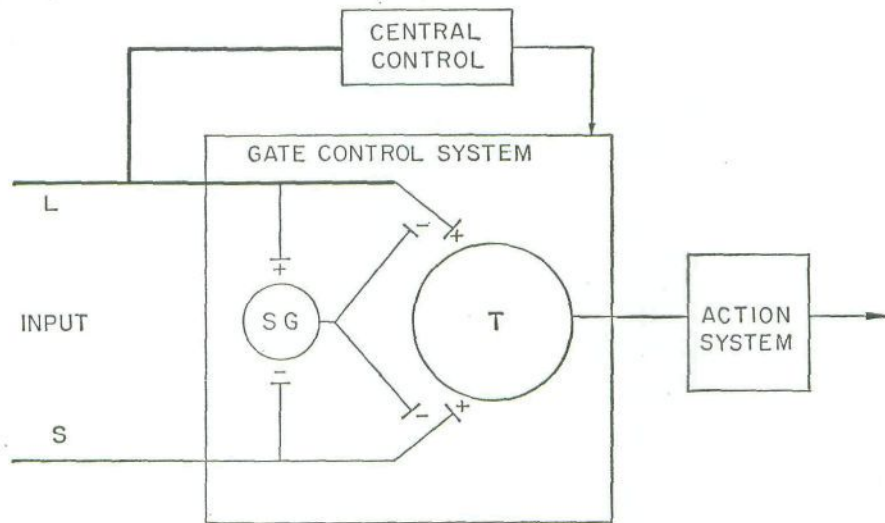 CENTRAL
CONTROL
GATE CONTROL SYSTEM
L
+
-
+
SG
T
INPUT
ACTION
SYSTEM
-
-
+
S